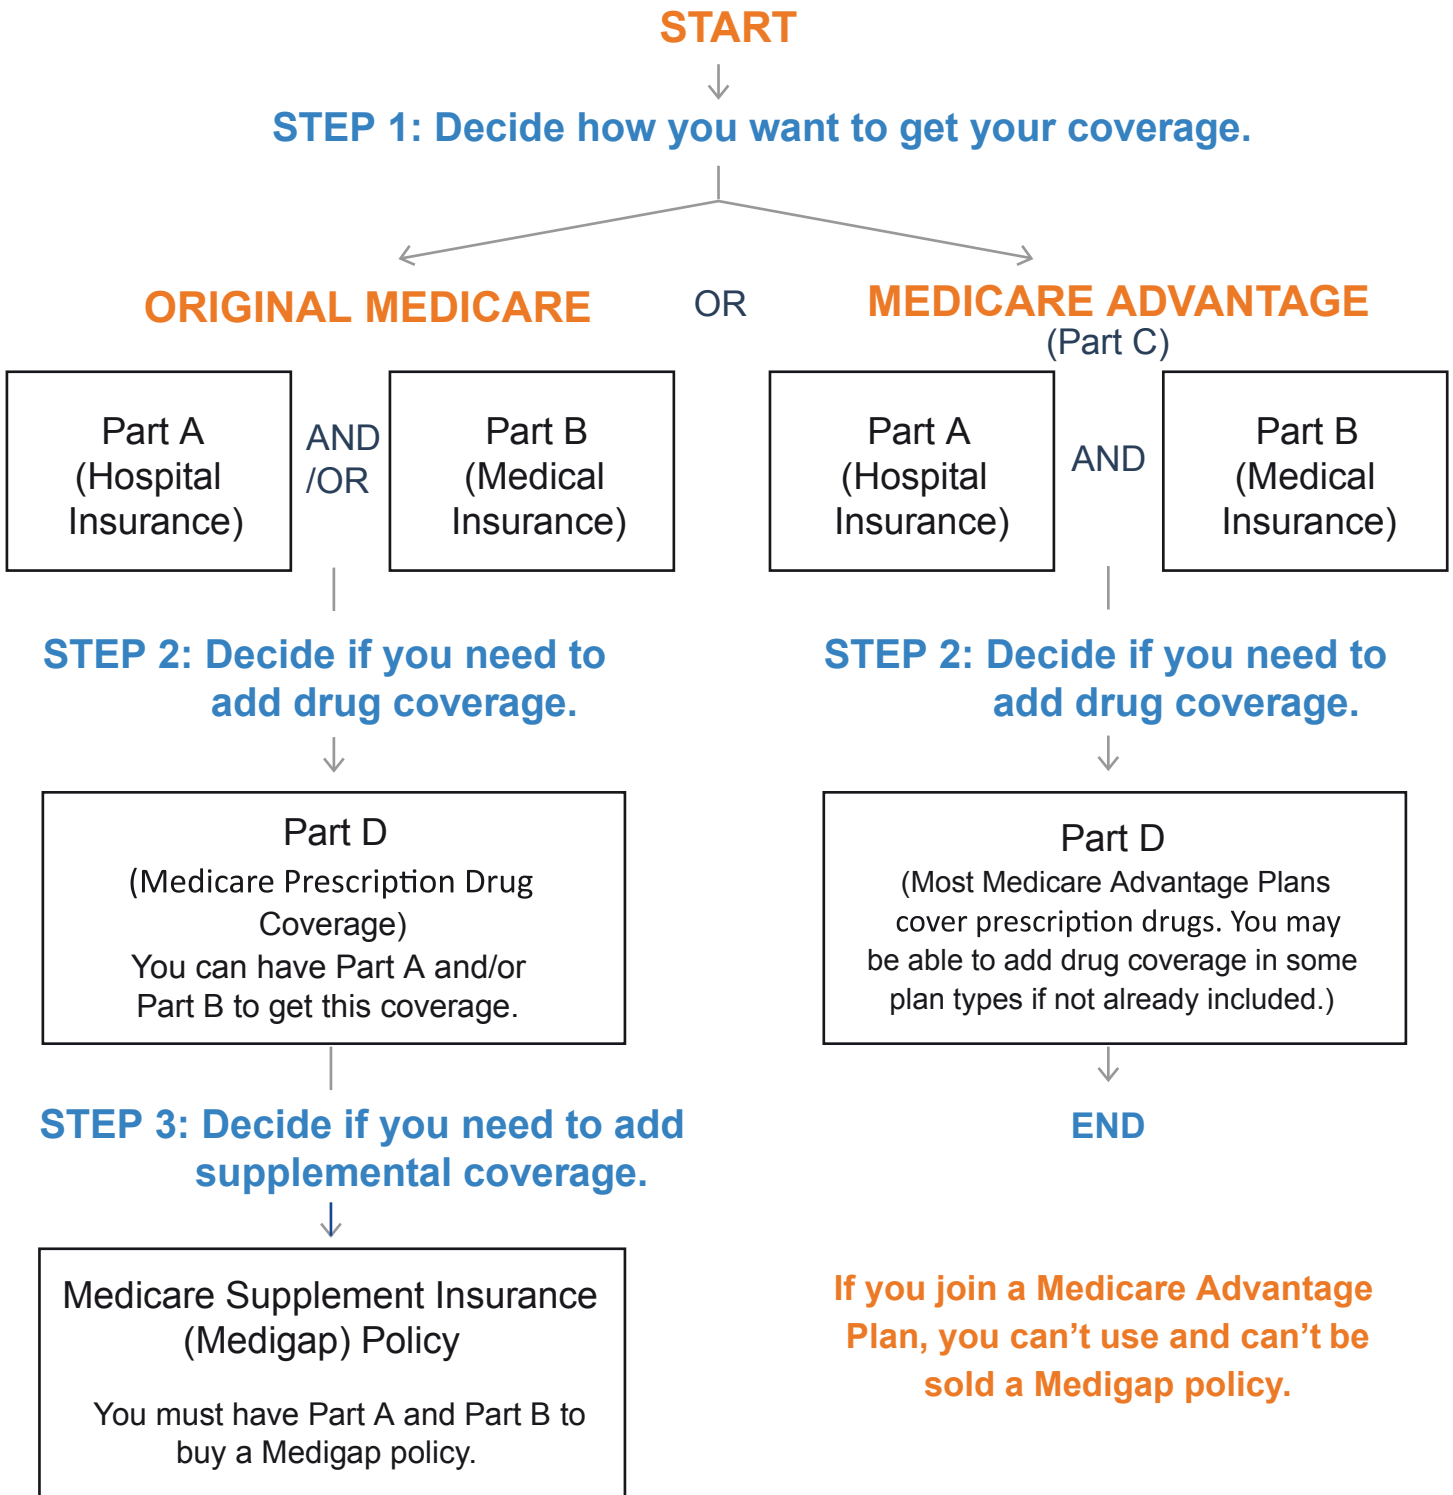 START
STEP 1: Decide how you want to get your coverage.
ORIGINAL MEDICARE
OR
MEDICARE ADVANTAGE
(Part C)
Part A
(Hospital
Insurance)
AND
/OR
Part B
(Medical
Insurance)
Part A
(Hospital
Insurance)
AND
Part B
(Medical
Insurance)
STEP 2: Decide if you need to
add drug coverage.
Part D
(Medicare Prescription Drug
Coverage)
You can have Part A and/or
Part B to get this coverage.
STEP 3: Decide if you need to add
supplemental coverage.
Medicare Supplement Insurance
(Medigap) Policy
You must have Part A and Part B to
buy a Medigap policy.
STEP 2: Decide if you need to
add drug coverage.
Part D
(Most Medicare Advantage Plans
cover prescription drugs. You may
be able to add drug coverage in some
plan types if not already included.)
END
If you join a Medicare Advantage
Plan, you can’t use and can’t be
sold a Medigap policy.